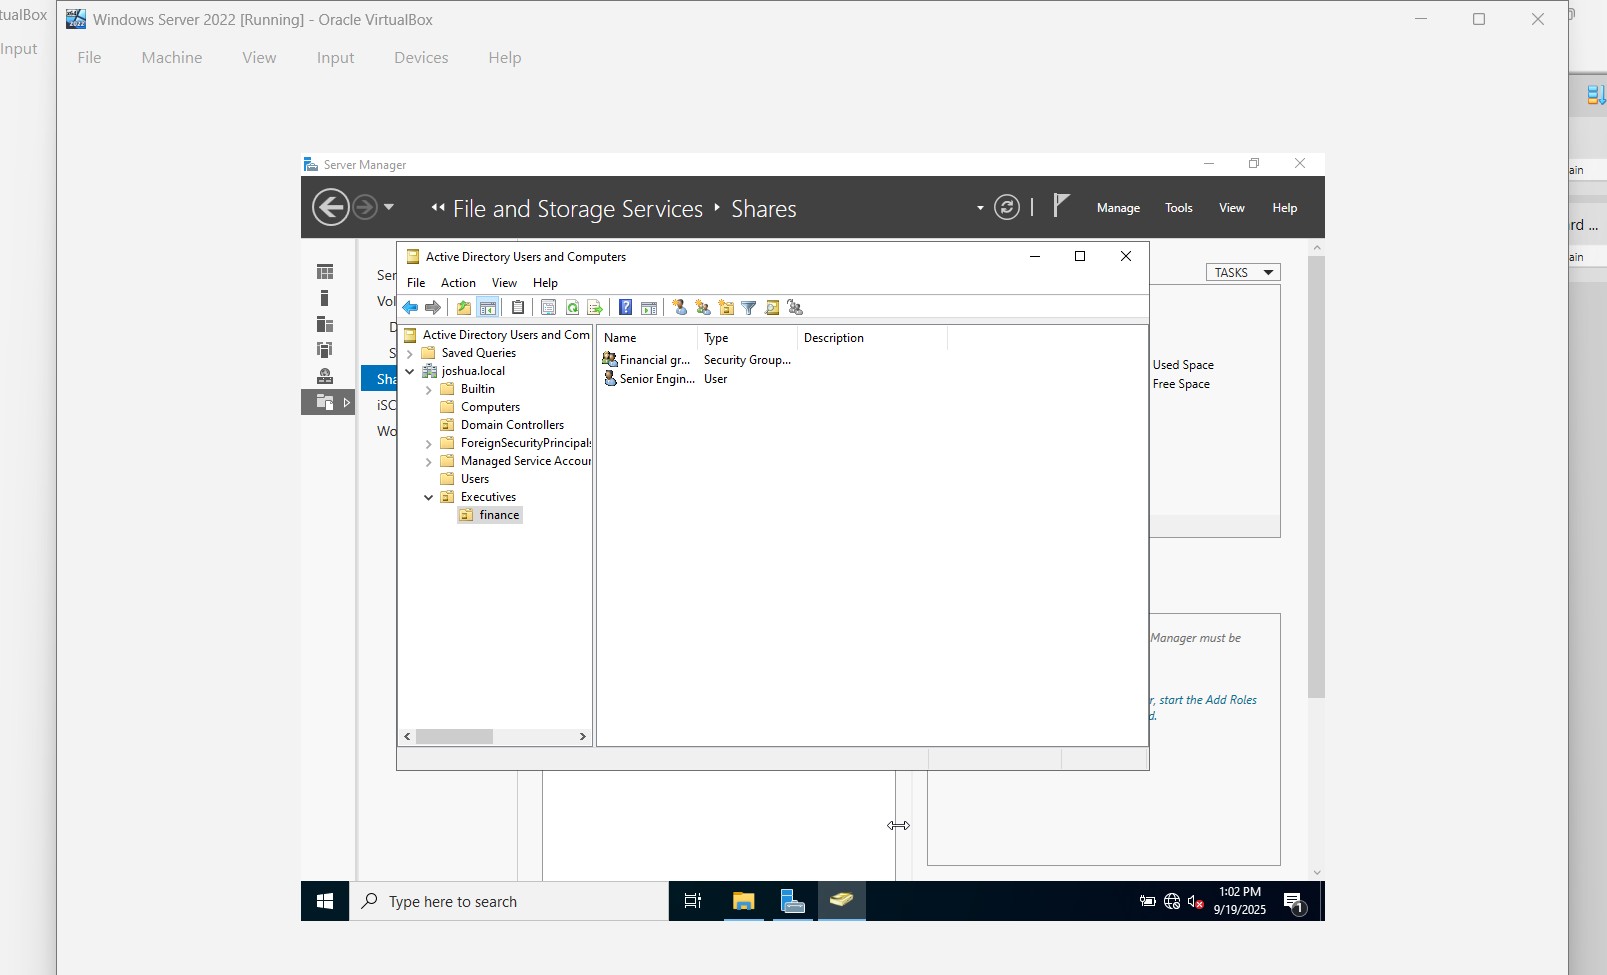 tualBox
Input
Windows Server 2022 [Running] - Oracle VirtualBox
File Machine View Input Devices Help
Server Manager
File and Storage Services Shares
Manage Tools View Help
TASKS
Used Space
Free Space
Manager must be
r, start the Add Roles
d.
Ser
Vol
D
S
Sha
iSC
Wo
Active Directory Users and Computers
File Action View Help
Active Directory Users and Com
Saved Queries
joshua.local
Builtin
Computers
Domain Controllers
ForeignSecurityPrincipals
Managed Service Accour
Users
Executives
finance
Name Type Description
Financial gr... Security Group...
Senior Engin... User
Type here to search
1:02 PM
9/19/2025
1
ain
rd ...
ain